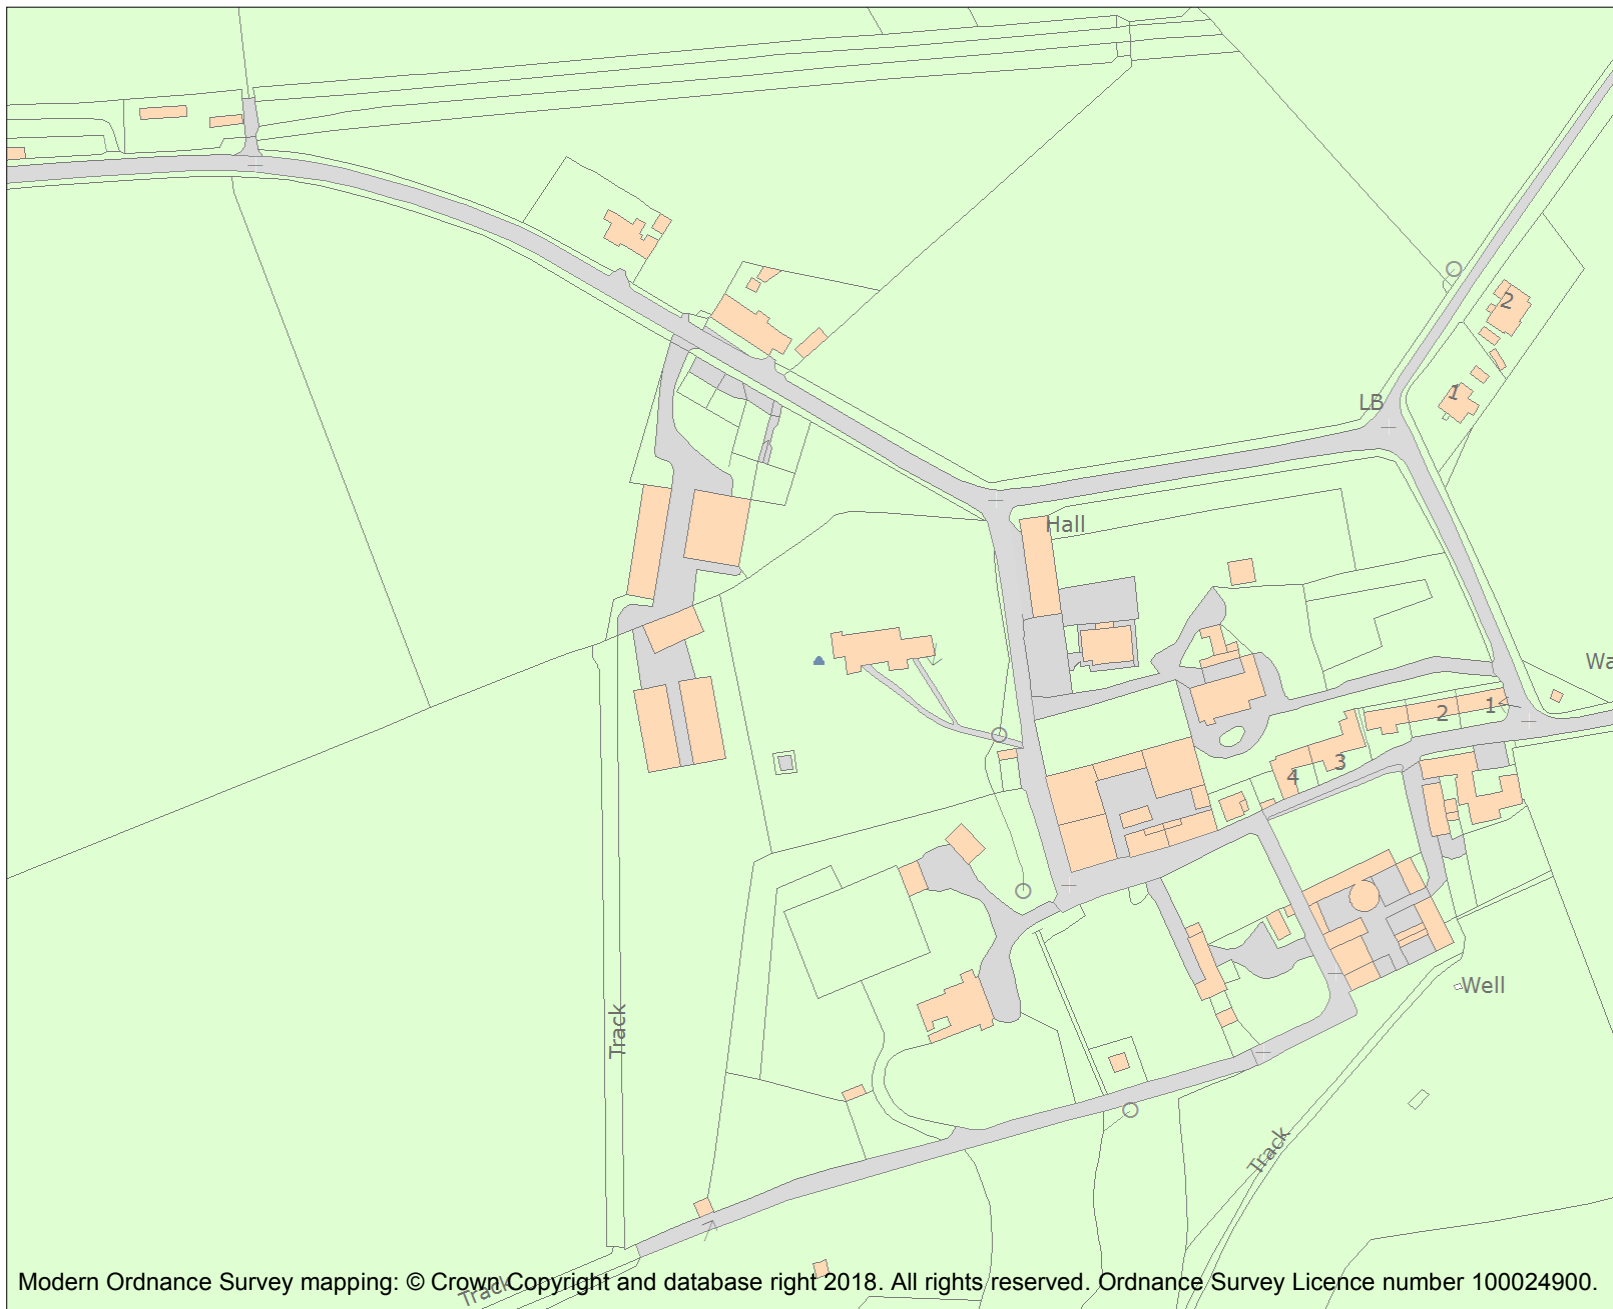 2
1
LB
Hall
Wa
1
2
3
4
Well
Track
Track
Track
Modern Ordnance Survey mapping: © Crown Copyright and database right 2018. All rights reserved. Ordnance Survey Licence number 100024900.